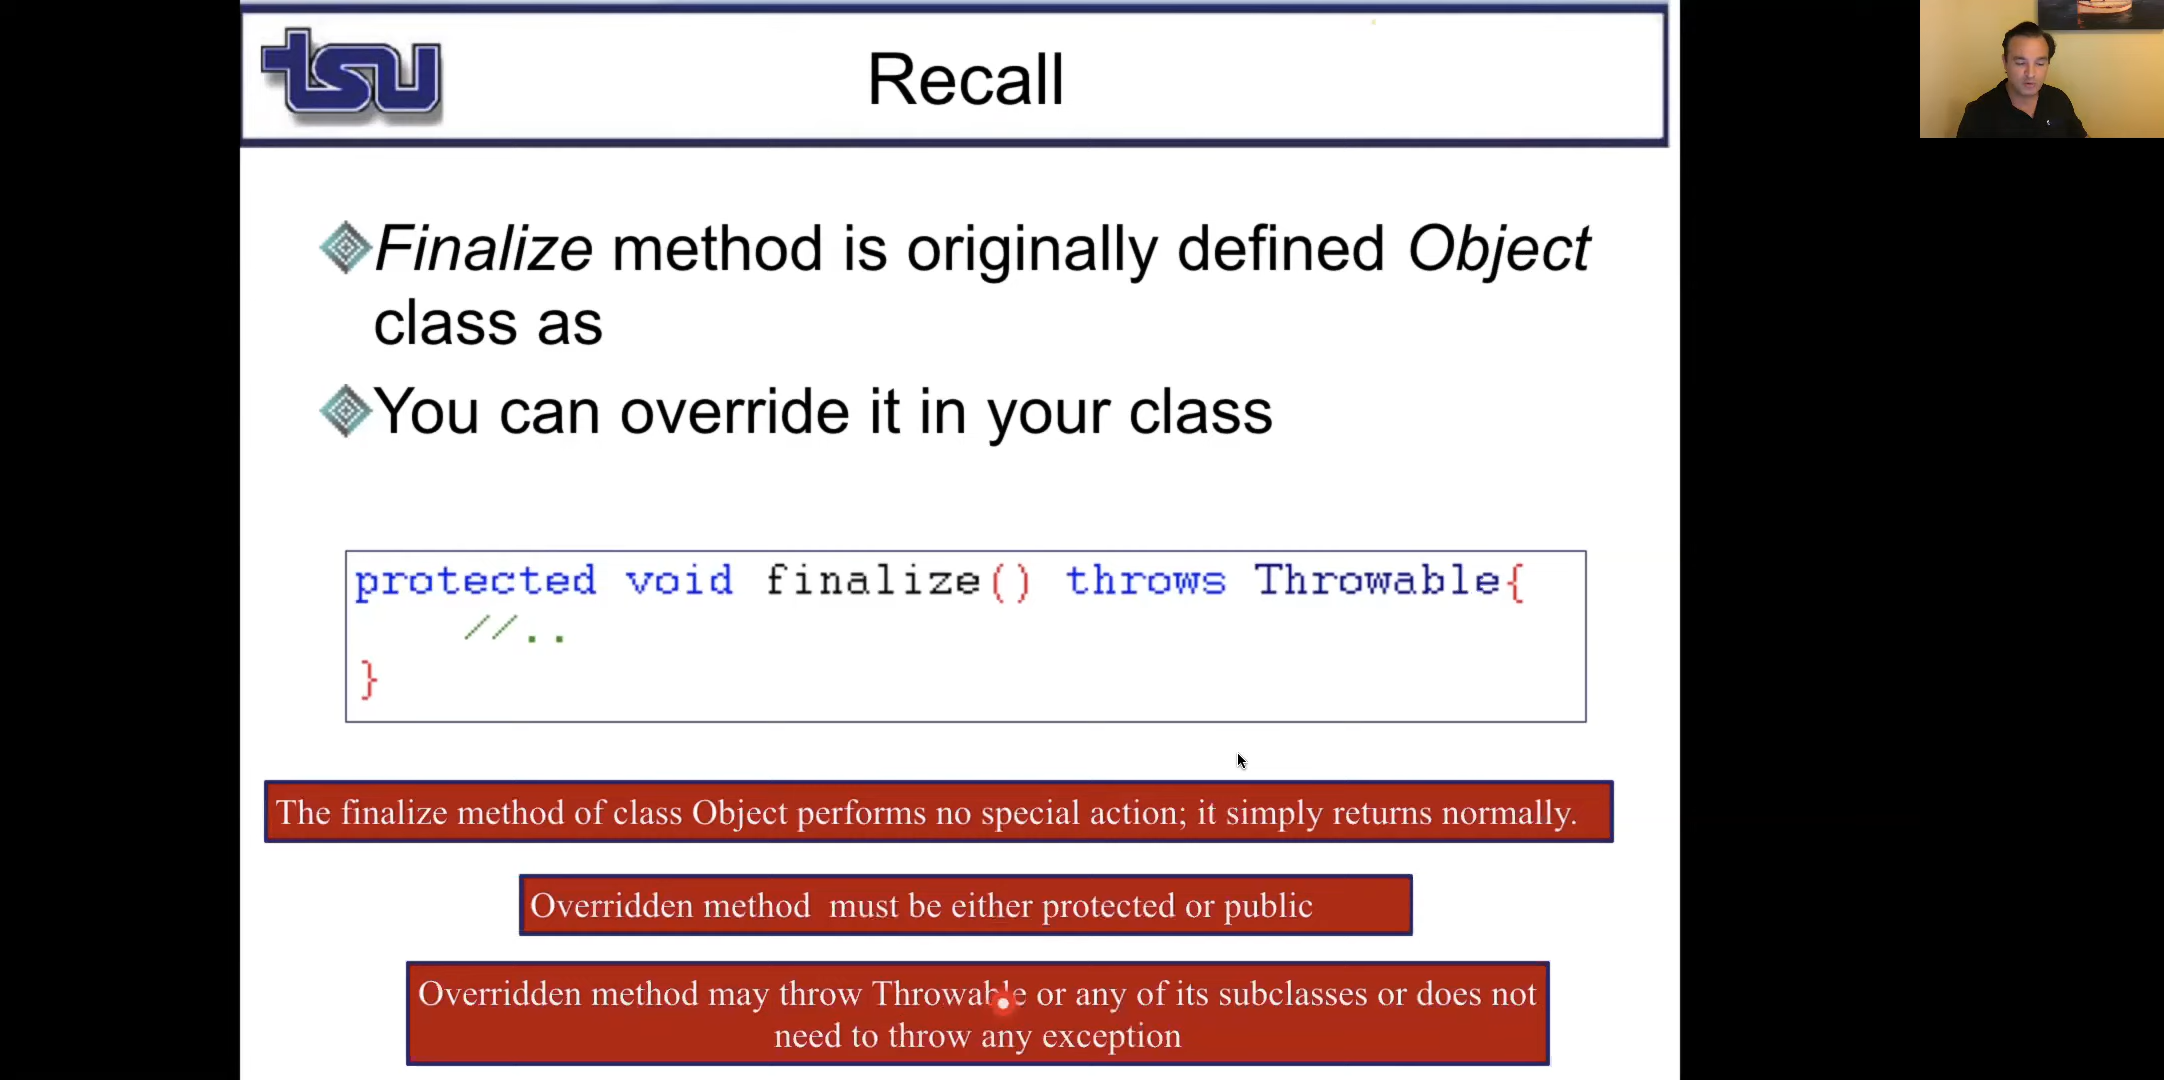 tsu
Recall
Finalize method is originally defined Object
class as
You can override it in your class
protected void finalize() throws Throwable{
//..
}
The finalize method of class Object performs no special action; it simply returns normally.
Overridden method  must be either protected or public
Overridden method may throw Throwable or any of its subclasses or does not
need to throw any exception